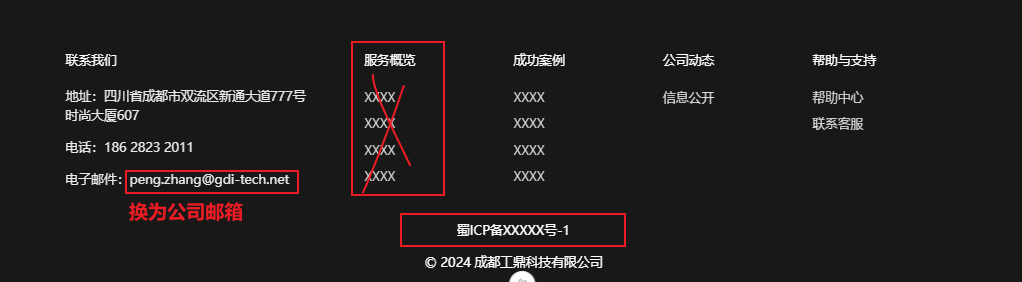 联系我们
地址：四川省成都市双流区新通大道777号
时尚大厦607
电话：186 2823 2011
电子邮件：peng.zhang@gdi-tech.net
换为公司邮箱
服务概览
XXXX
XXXX
XXXX
XXXX
成功案例
XXXX
XXXX
XXXX
XXXX
公司动态
信息公开
帮助与支持
帮助中心
联系客服
蜀ICP备XXXXX号-1
© 2024 成都工鼎科技有限公司